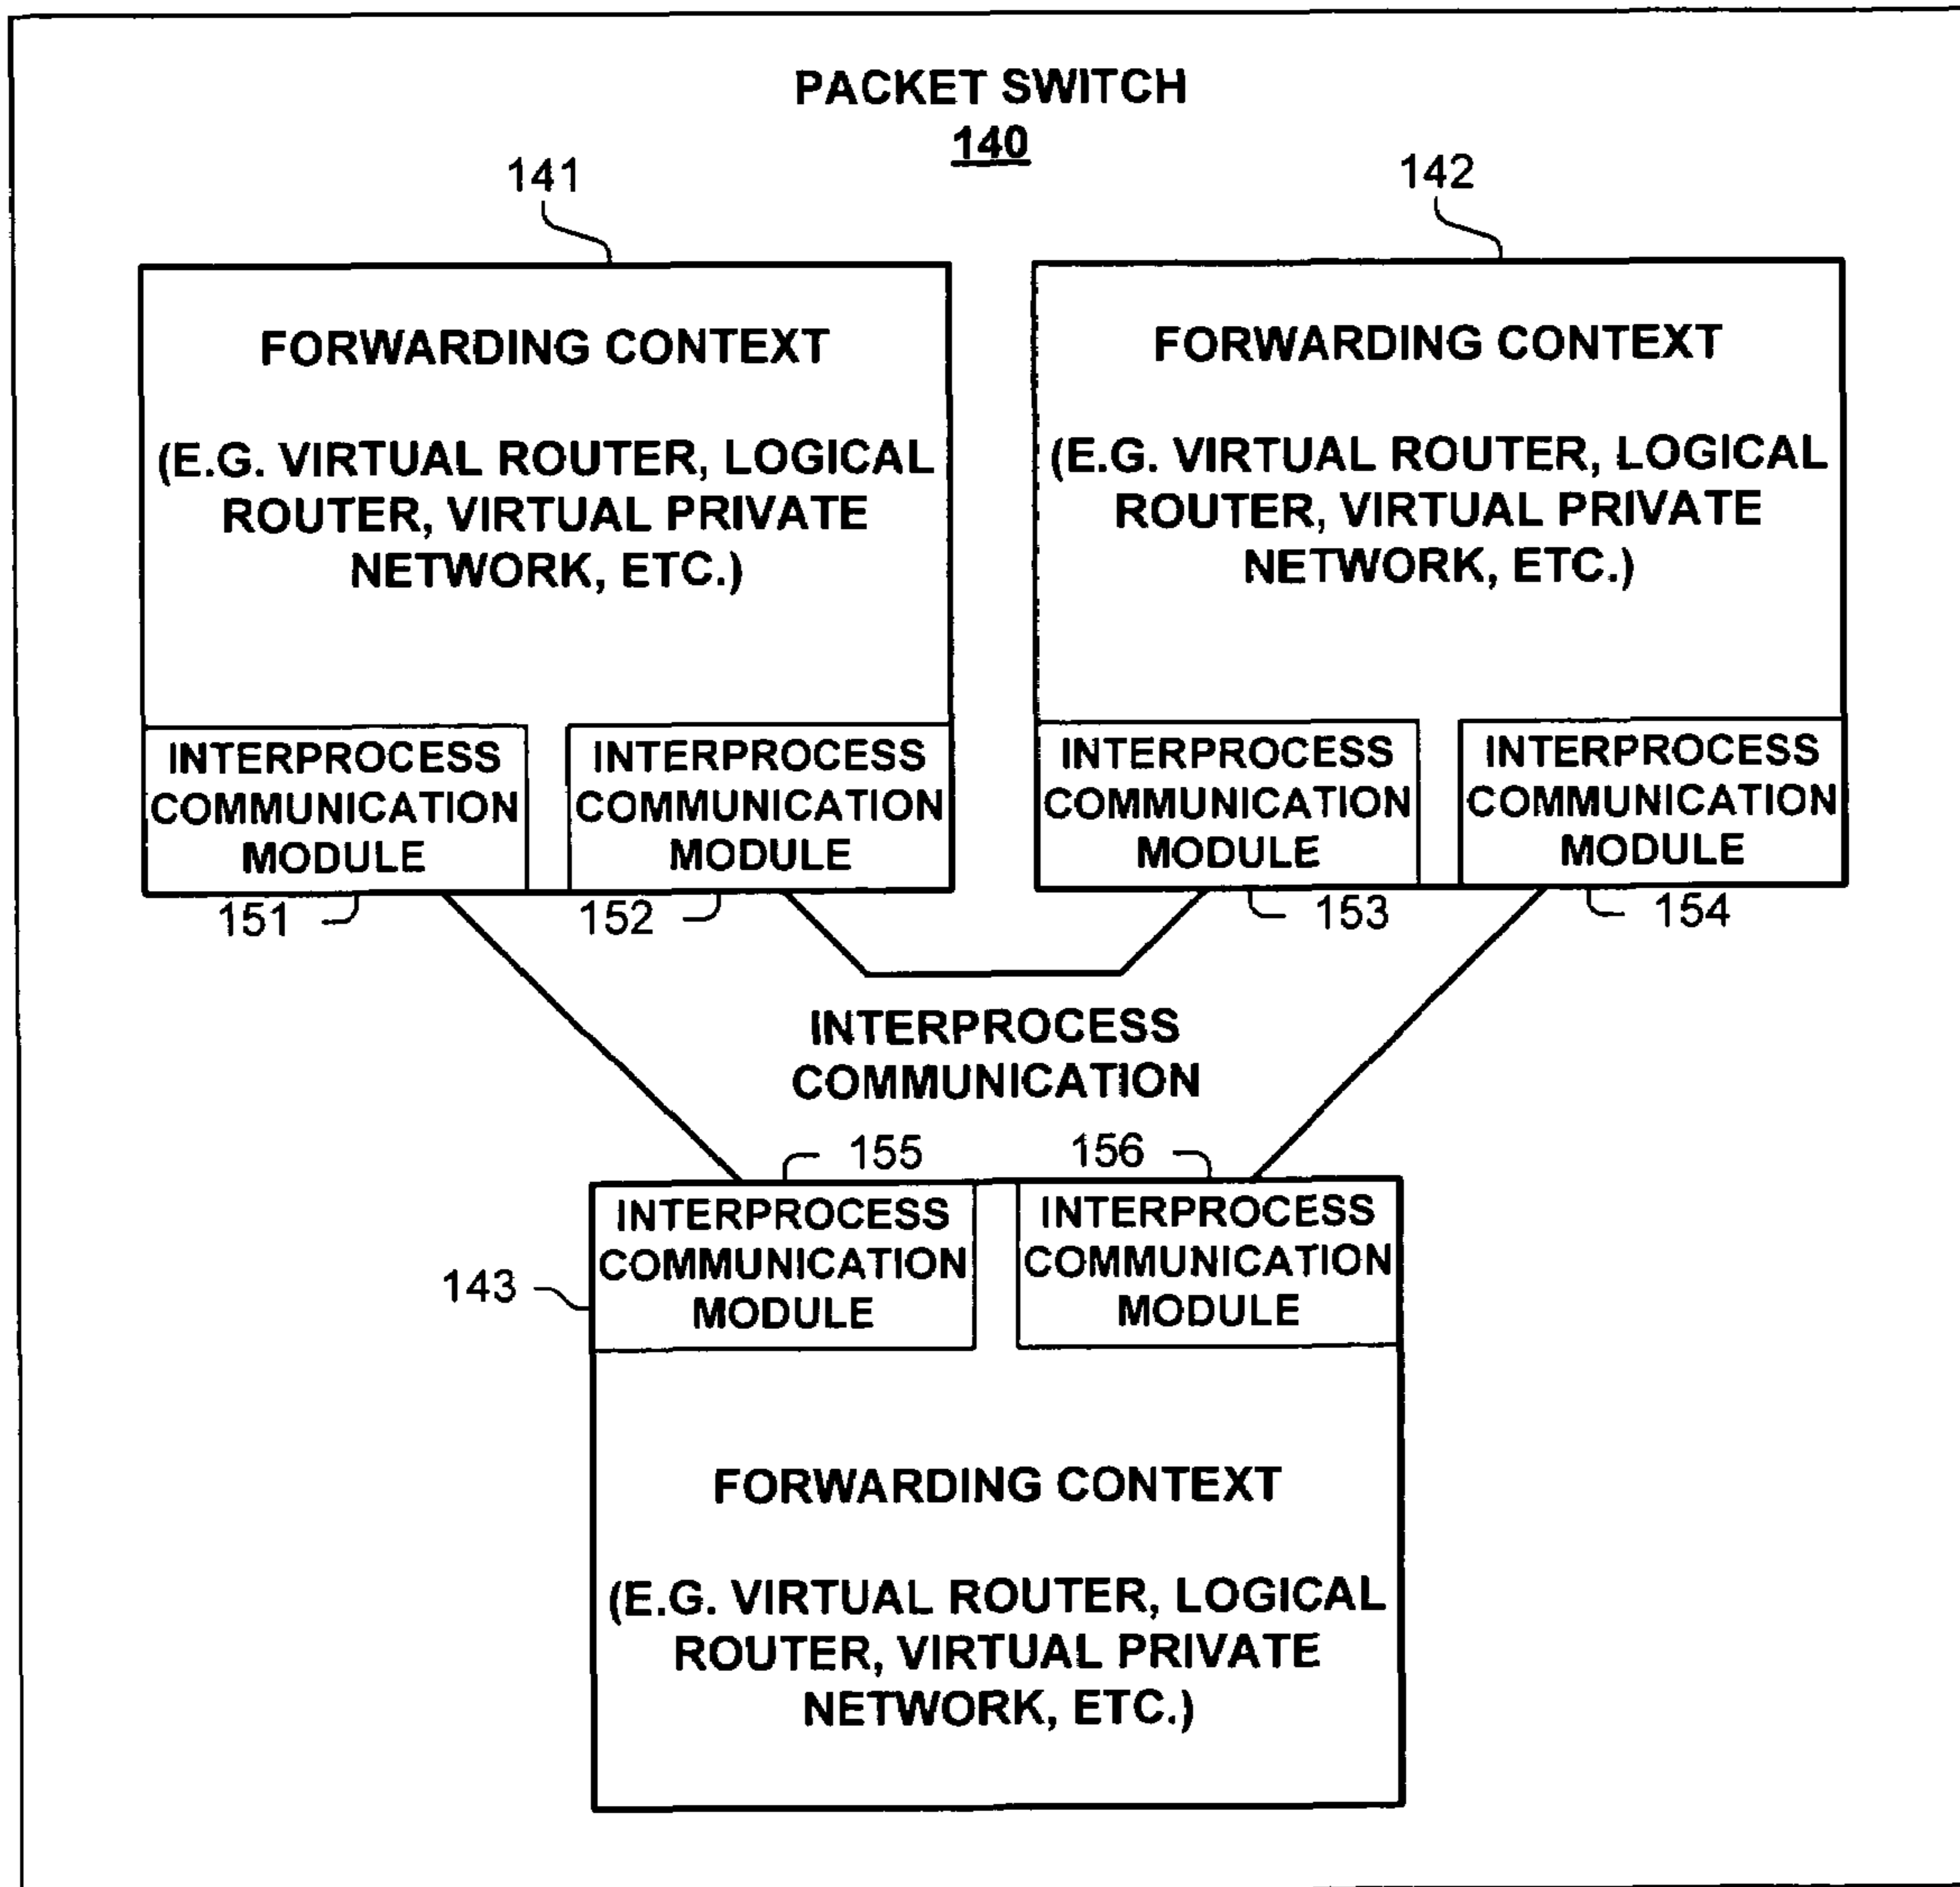 PACKET SWITCH
140
141
142
FORWARDING CONTEXT
(E.G. VIRTUAL ROUTER, LOGICAL
ROUTER, VIRTUAL PRIVATE
NETWORK, ETC.)
FORWARDING CONTEXT
(E.G. VIRTUAL ROUTER, LOGICAL
ROUTER, VIRTUAL PRIVATE
NETWORK, ETC.)
INTERPROCESS
COMMUNICATION
MODULE
INTERPROCESS
COMMUNICATION
MODULE
INTERPROCESS
COMMUNICATION
MODULE
INTERPROCESS
COMMUNICATION
MODULE
151
152
153
154
INTERPROCESS
COMMUNICATION
155
156
143
INTERPROCESS
COMMUNICATION
MODULE
INTERPROCESS
COMMUNICATION
MODULE
FORWARDING CONTEXT
(E.G. VIRTUAL ROUTER, LOGICAL
ROUTER, VIRTUAL PRIVATE
NETWORK, ETC.)